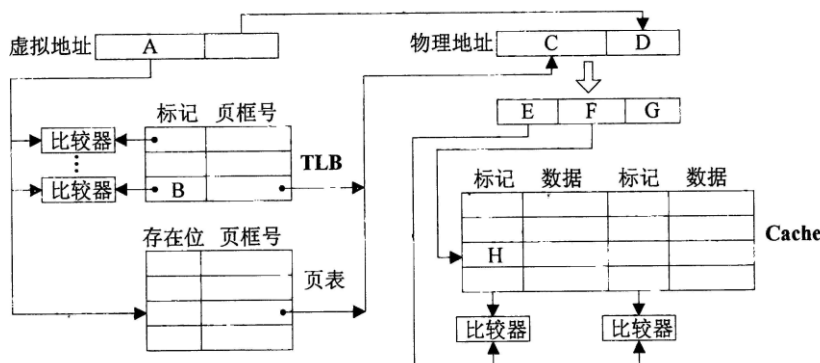 虚拟地址 A
物理地址 C D
E F G
标记 页框号
比较器
TLB
比较器 B
标记 数据 标记 数据
H
Cache
存在位 页框号
页表
比较器 比较器